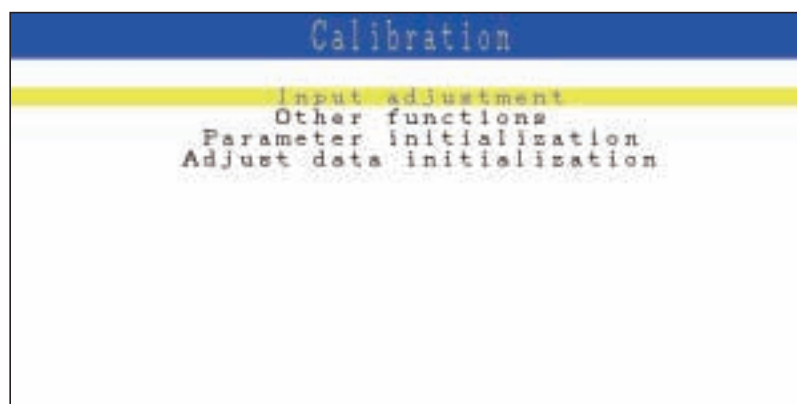 Calibration
Input adjustment
Other functions
Parameter initialization
Adjust data initialization